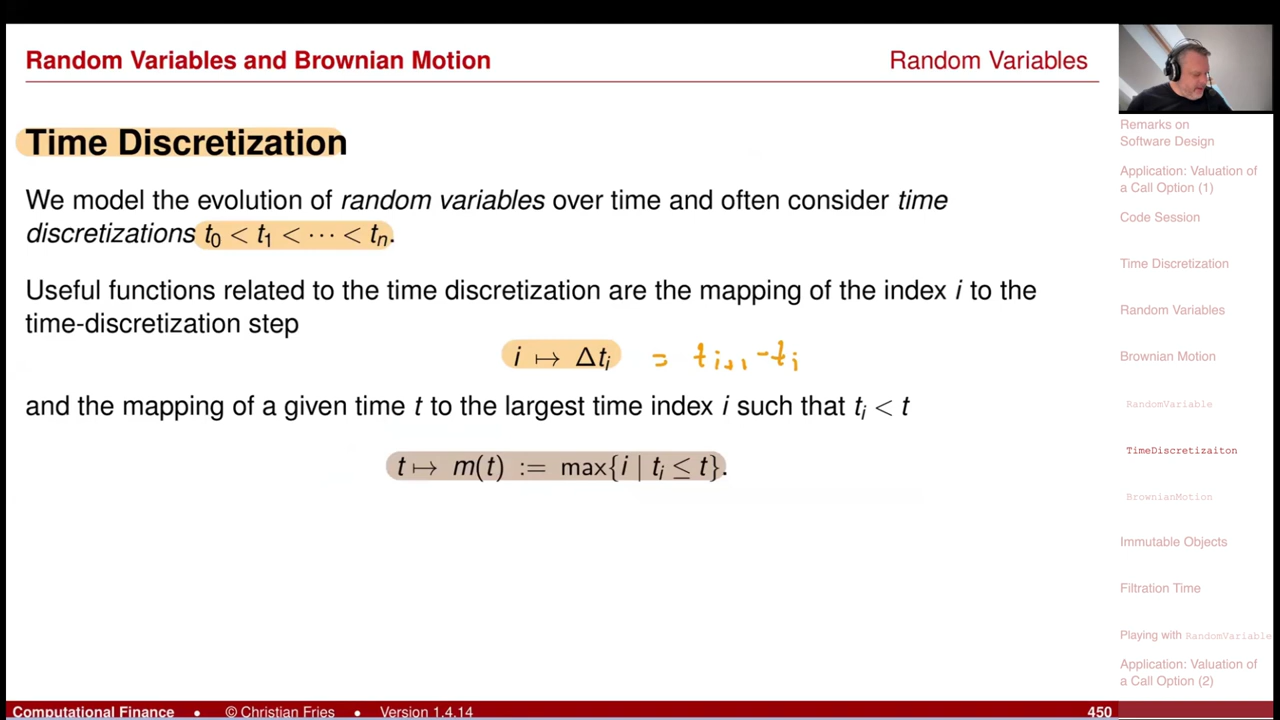 Random Variables and Brownian Motion
Random Variables
Time Discretization
We model the evolution of random variables over time and often consider time
discretizations t₀ < t₁ < ⋯ < tₙ.
Useful functions related to the time discretization are the mapping of the index i to the
time-discretization step
i ↦ Δtᵢ = tᵢ₊₁ - tᵢ
and the mapping of a given time t to the largest time index i such that tᵢ < t
t ↦ m(t) := max{i | tᵢ ≤ t}.
Remarks on
Software Design
Application: Valuation of
a Call Option (1)
Code Session
Time Discretization
Random Variables
Brownian Motion
RandomVariable
TimeDiscretizaiton
BrownianMotion
Immutable Objects
Filtration Time
Playing with RandomVariable
Application: Valuation of
a Call Option (2)
Computational Finance • © Christian Fries • Version 1.4.14
450